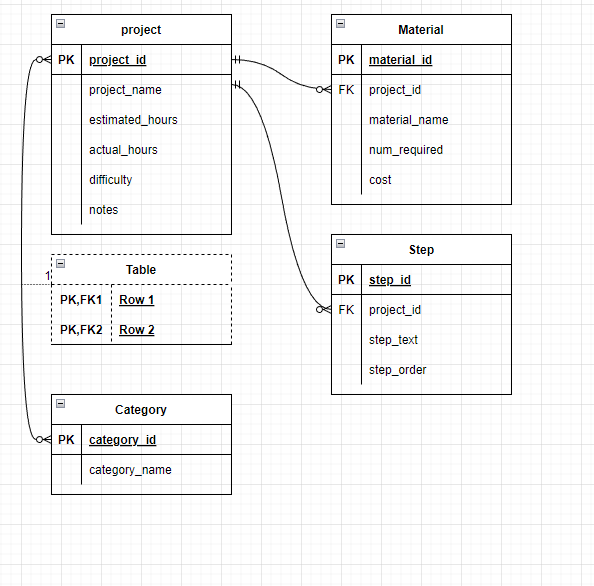 project
PK project_id
project_name
estimated_hours
actual_hours
difficulty
notes
Material
PK material_id
FK project_id
material_name
num_required
cost
Step
PK step_id
FK project_id
step_text
step_order
1
Table
PK,FK1 Row 1
PK,FK2 Row 2
Category
PK category_id
category_name